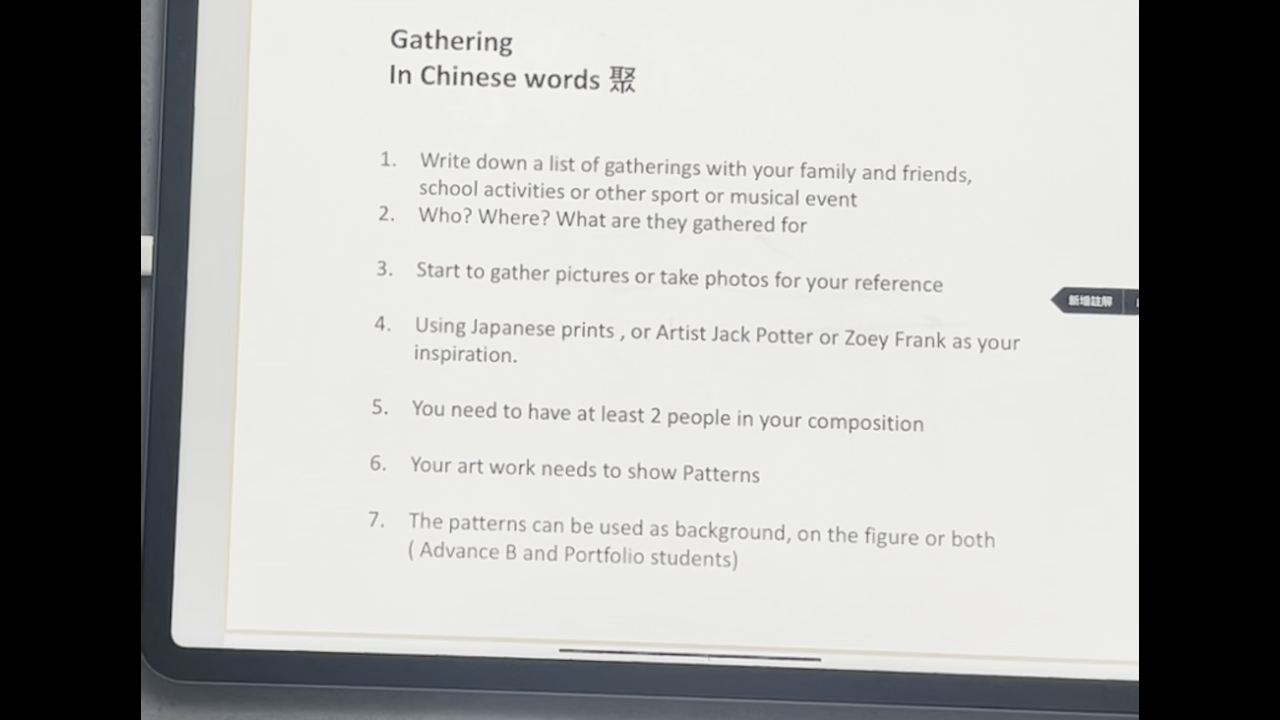 Gathering
In Chinese words 聚
1. Write down a list of gatherings with your family and friends,
school activities or other sport or musical event
2. Who? Where? What are they gathered for
3. Start to gather pictures or take photos for your reference
新增註解
4. Using Japanese prints , or Artist Jack Potter or Zoey Frank as your
inspiration.
5. You need to have at least 2 people in your composition
6. Your art work needs to show Patterns
7. The patterns can be used as background, on the figure or both
( Advance B and Portfolio students)